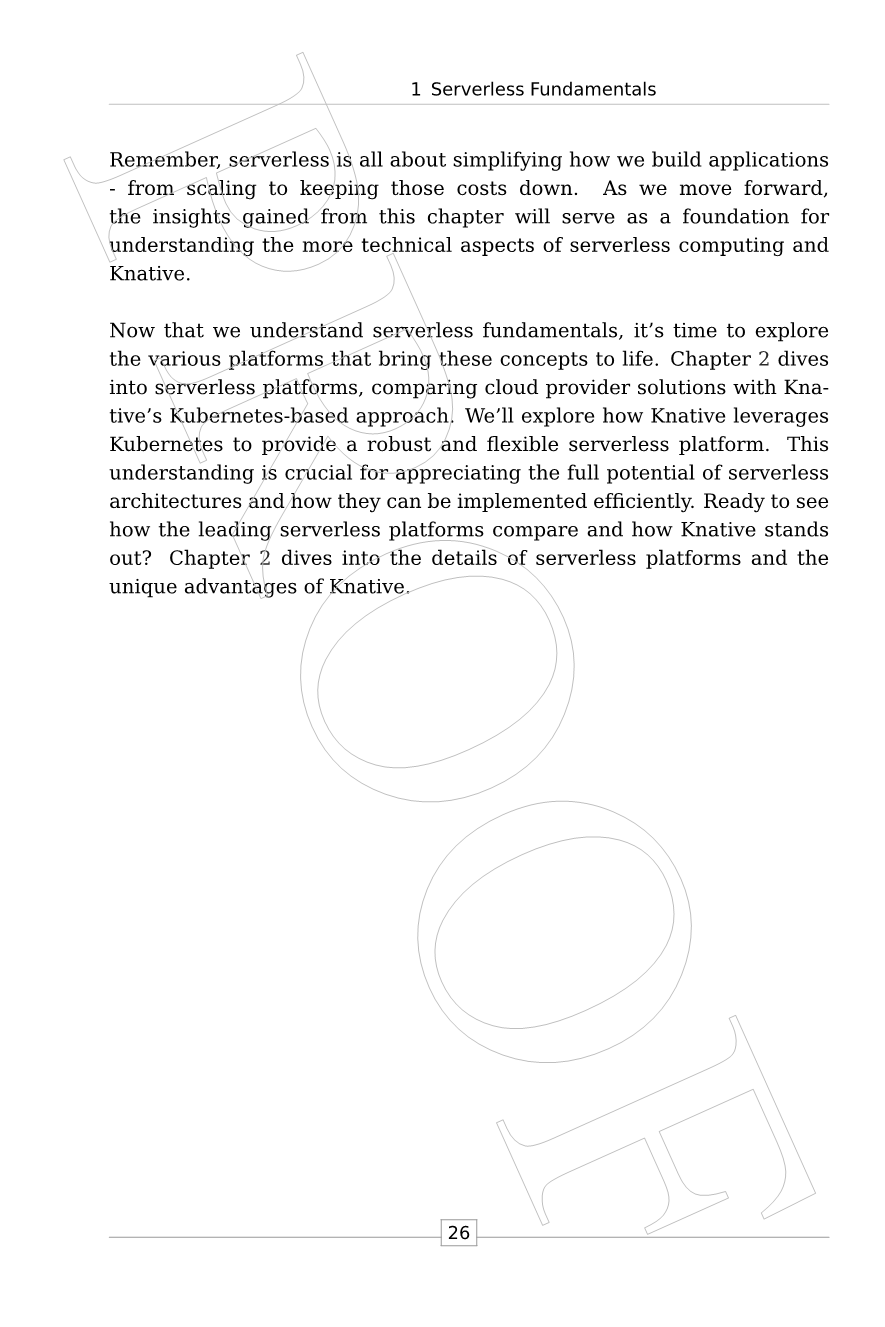 1 Serverless Fundamentals
Remember, serverless is all about simplifying how we build applications
- from scaling to keeping those costs down. As we move forward,
the insights gained from this chapter will serve as a foundation for
understanding the more technical aspects of serverless computing and
Knative.
Now that we understand serverless fundamentals, it’s time to explore
the various platforms that bring these concepts to life. Chapter 2 dives
into serverless platforms, comparing cloud provider solutions with Kna-
tive’s Kubernetes-based approach. We’ll explore how Knative leverages
Kubernetes to provide a robust and flexible serverless platform. This
understanding is crucial for appreciating the full potential of serverless
architectures and how they can be implemented efficiently. Ready to see
how the leading serverless platforms compare and how Knative stands
out? Chapter 2 dives into the details of serverless platforms and the
unique advantages of Knative.
PROOF
26